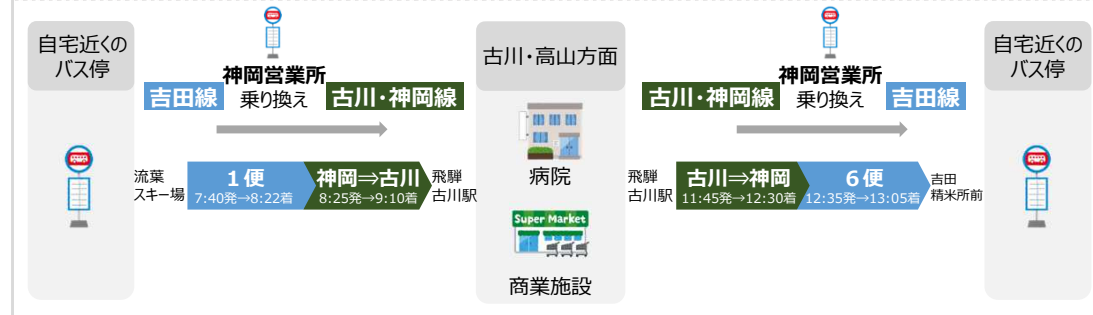 自宅近くの
バス停
神岡営業所
乗り換え
吉田線
古川・神岡線
流葉
スキー場
1便
7:40発→8:22着
神岡⇒古川
8:25発→9:10着
飛騨
古川駅
古川・高山方面
病院
Super Market
商業施設
神岡営業所
乗り換え
古川・神岡線
吉田線
飛騨
古川駅
古川⇒神岡
11:45発→12:30着
6便
12:35発→13:05着
吉田
精米所前
自宅近くの
バス停